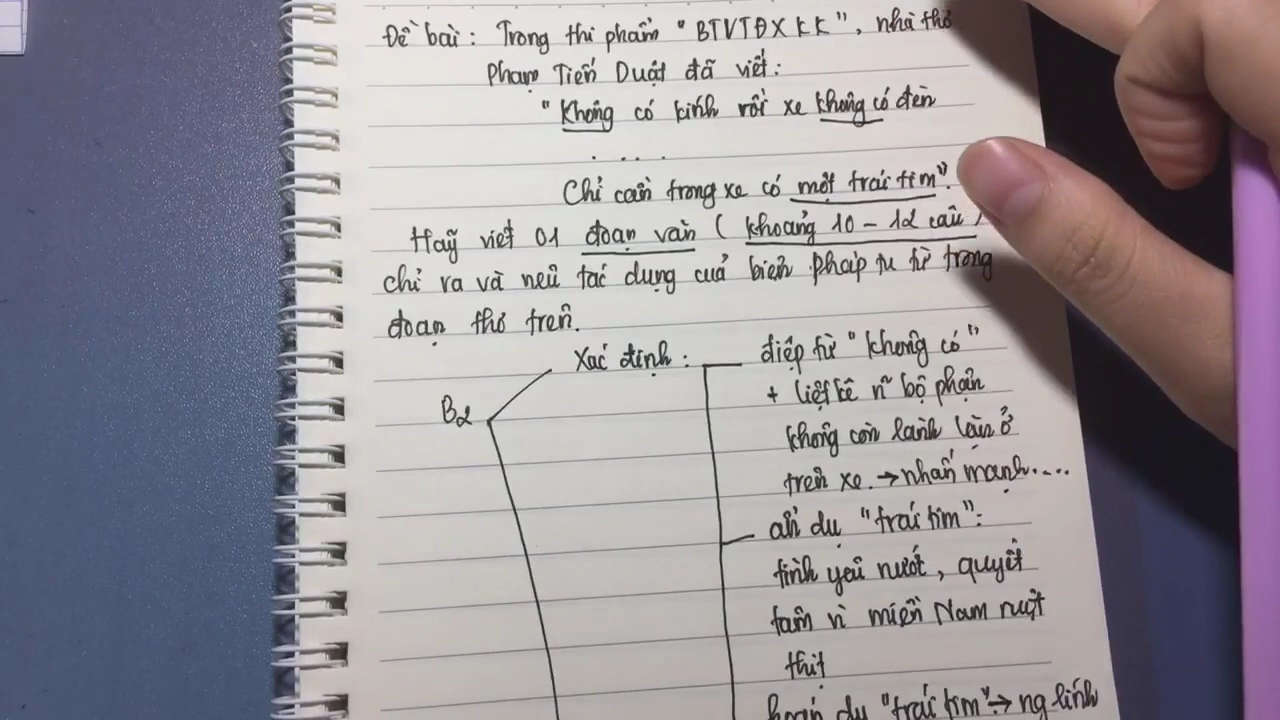 Đề bài: Trong thi phẩm "BTVTĐXKK", nhà thơ
Phạm Tiến Duật đã viết:
"Không có kính rồi xe không có đèn
. . . .
Chỉ cần trong xe có một trái tim".
Hãy viết 01 đoạn văn (khoảng 10 - 12 câu)
chỉ ra và nêu tác dụng của biện pháp tu từ trong
đoạn thơ trên.
Xác định:
điệp từ "không có"
+ liệt kê n~ bộ phận
không còn lành lặn ở
trên xe. → nhấn mạnh....
B2
ẩn dụ "trái tim":
tình yêu nước, quyết
tâm vì miền Nam ruột
thịt
hoán dụ "trái tim" → ng lính